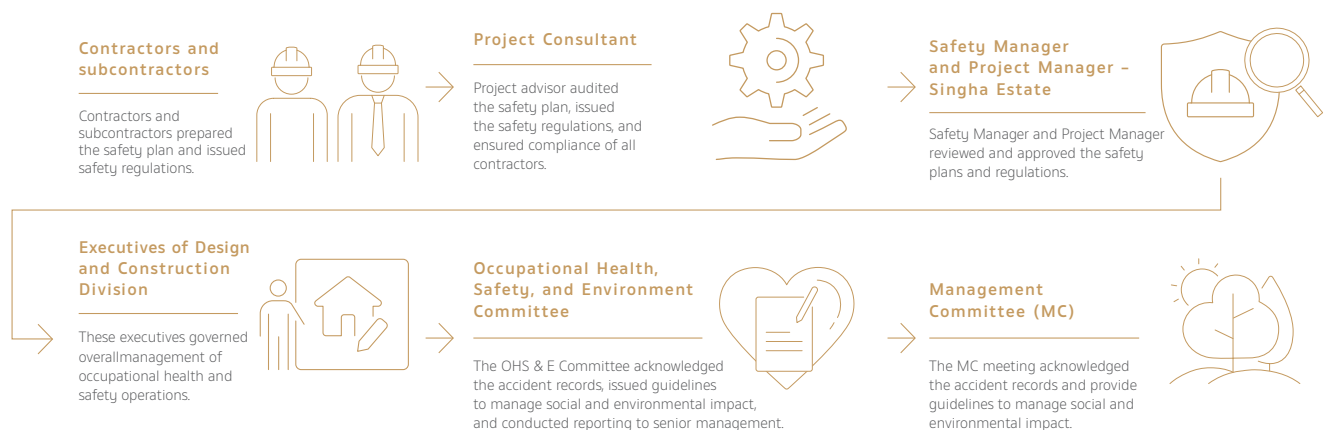 Contractors and
subcontractors
Contractors and
subcontractors prepared
the safety plan and issued
safety regulations.
Project Consultant
Project advisor audited
the safety plan, issued
the safety regulations, and
ensured compliance of all
contractors.
Safety Manager
and Project Manager –
Singha Estate
Safety Manager and Project Manager
reviewed and approved the safety
plans and regulations.
Executives of Design
and Construction
Division
These executives governed
overallmanagement of
occupational health and
safety operations.
Occupational Health,
Safety, and Environment
Committee
The OHS & E Committee acknowledged
the accident records, issued guidelines
to manage social and environmental impact,
and conducted reporting to senior management.
Management
Committee (MC)
The MC meeting acknowledged
the accident records and provide
guidelines to manage social and
environmental impact.